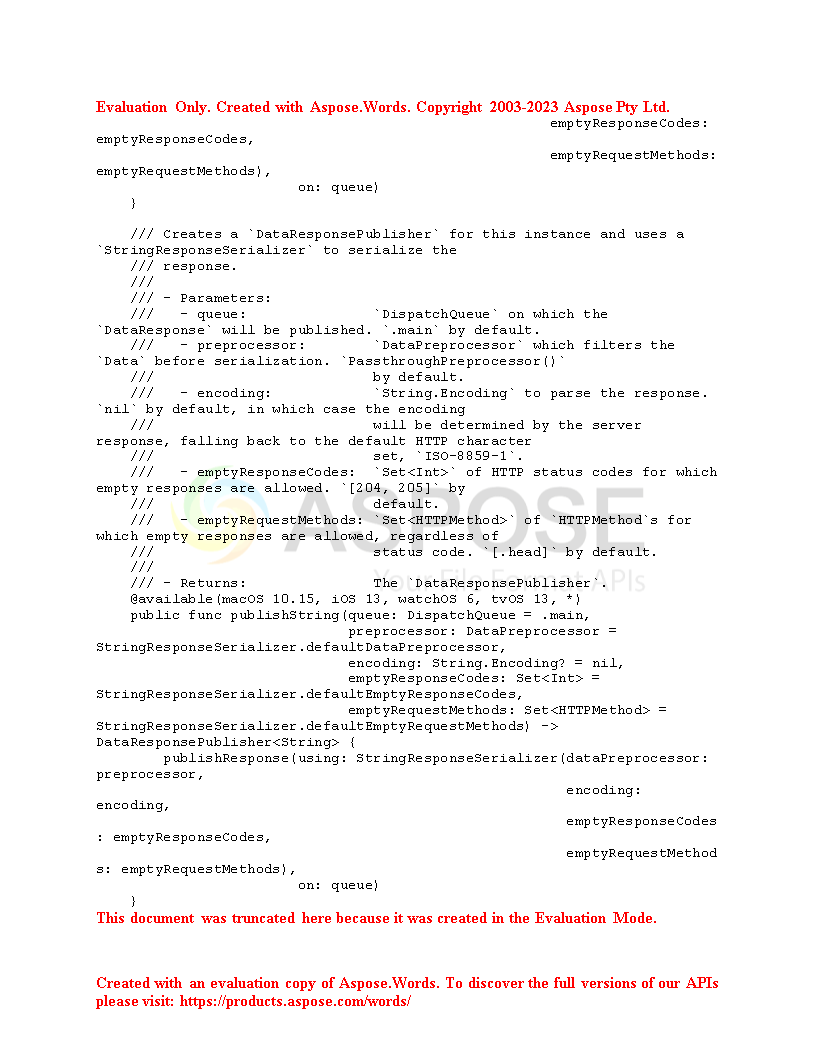 Evaluation Only. Created with Aspose.Words. Copyright 2003-2023 Aspose Pty Ltd.
emptyResponseCodes:
emptyResponseCodes,
emptyRequestMethods:
emptyRequestMethods),
on: queue)
}
/// Creates a `DataResponsePublisher` for this instance and uses a
`StringResponseSerializer` to serialize the
/// response.
///
/// - Parameters:
///   - queue:               `DispatchQueue` on which the
`DataResponse` will be published. `.main` by default.
///   - preprocessor:        `DataPreprocessor` which filters the
`Data` before serialization. `PassthroughPreprocessor()`
///                          by default.
///   - encoding:            `String.Encoding` to parse the response.
`nil` by default, in which case the encoding
///                          will be determined by the server
response, falling back to the default HTTP character
///                          set, `ISO-8859-1`.
///   - emptyResponseCodes:  `Set<Int>` of HTTP status codes for which
empty responses are allowed. `[204, 205]` by
///                          default.
///   - emptyRequestMethods: `Set<HTTPMethod>` of `HTTPMethod`s for
which empty responses are allowed, regardless of
///                          status code. `[.head]` by default.
///
/// - Returns:               The `DataResponsePublisher`.
@available(macOS 10.15, iOS 13, watchOS 6, tvOS 13, *)
public func publishString(queue: DispatchQueue = .main,
preprocessor: DataPreprocessor =
StringResponseSerializer.defaultDataPreprocessor,
encoding: String.Encoding? = nil,
emptyResponseCodes: Set<Int> =
StringResponseSerializer.defaultEmptyResponseCodes,
emptyRequestMethods: Set<HTTPMethod> =
StringResponseSerializer.defaultEmptyRequestMethods) ->
DataResponsePublisher<String> {
publishResponse(using: StringResponseSerializer(dataPreprocessor:
preprocessor,
encoding:
encoding,
emptyResponseCodes
: emptyResponseCodes,
emptyRequestMethod
s: emptyRequestMethods),
on: queue)
}
This document was truncated here because it was created in the Evaluation Mode.
Created with an evaluation copy of Aspose.Words. To discover the full versions of our APIs
please visit: https://products.aspose.com/words/
ASPOSE
Your File Format APIs